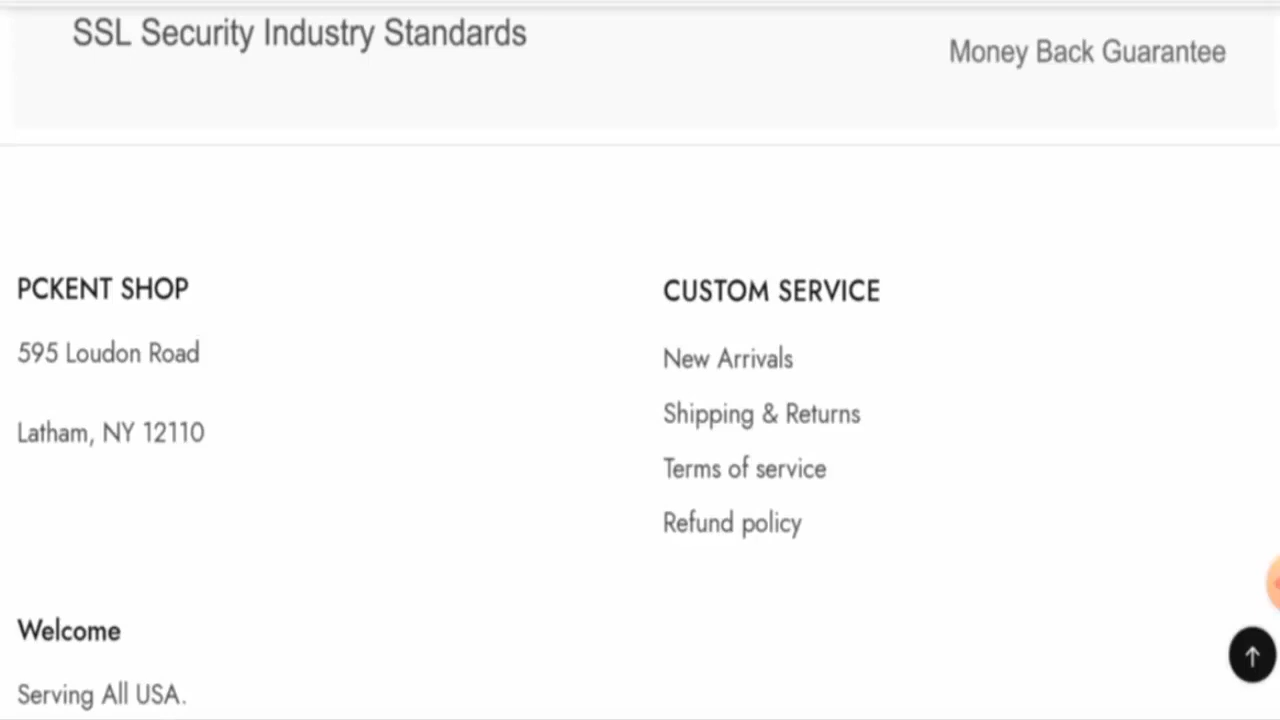 SSL Security Industry Standards
Money Back Guarantee
PCKENT SHOP
595 Loudon Road
Latham, NY 12110
CUSTOM SERVICE
New Arrivals
Shipping & Returns
Terms of service
Refund policy
Welcome
Serving All USA.